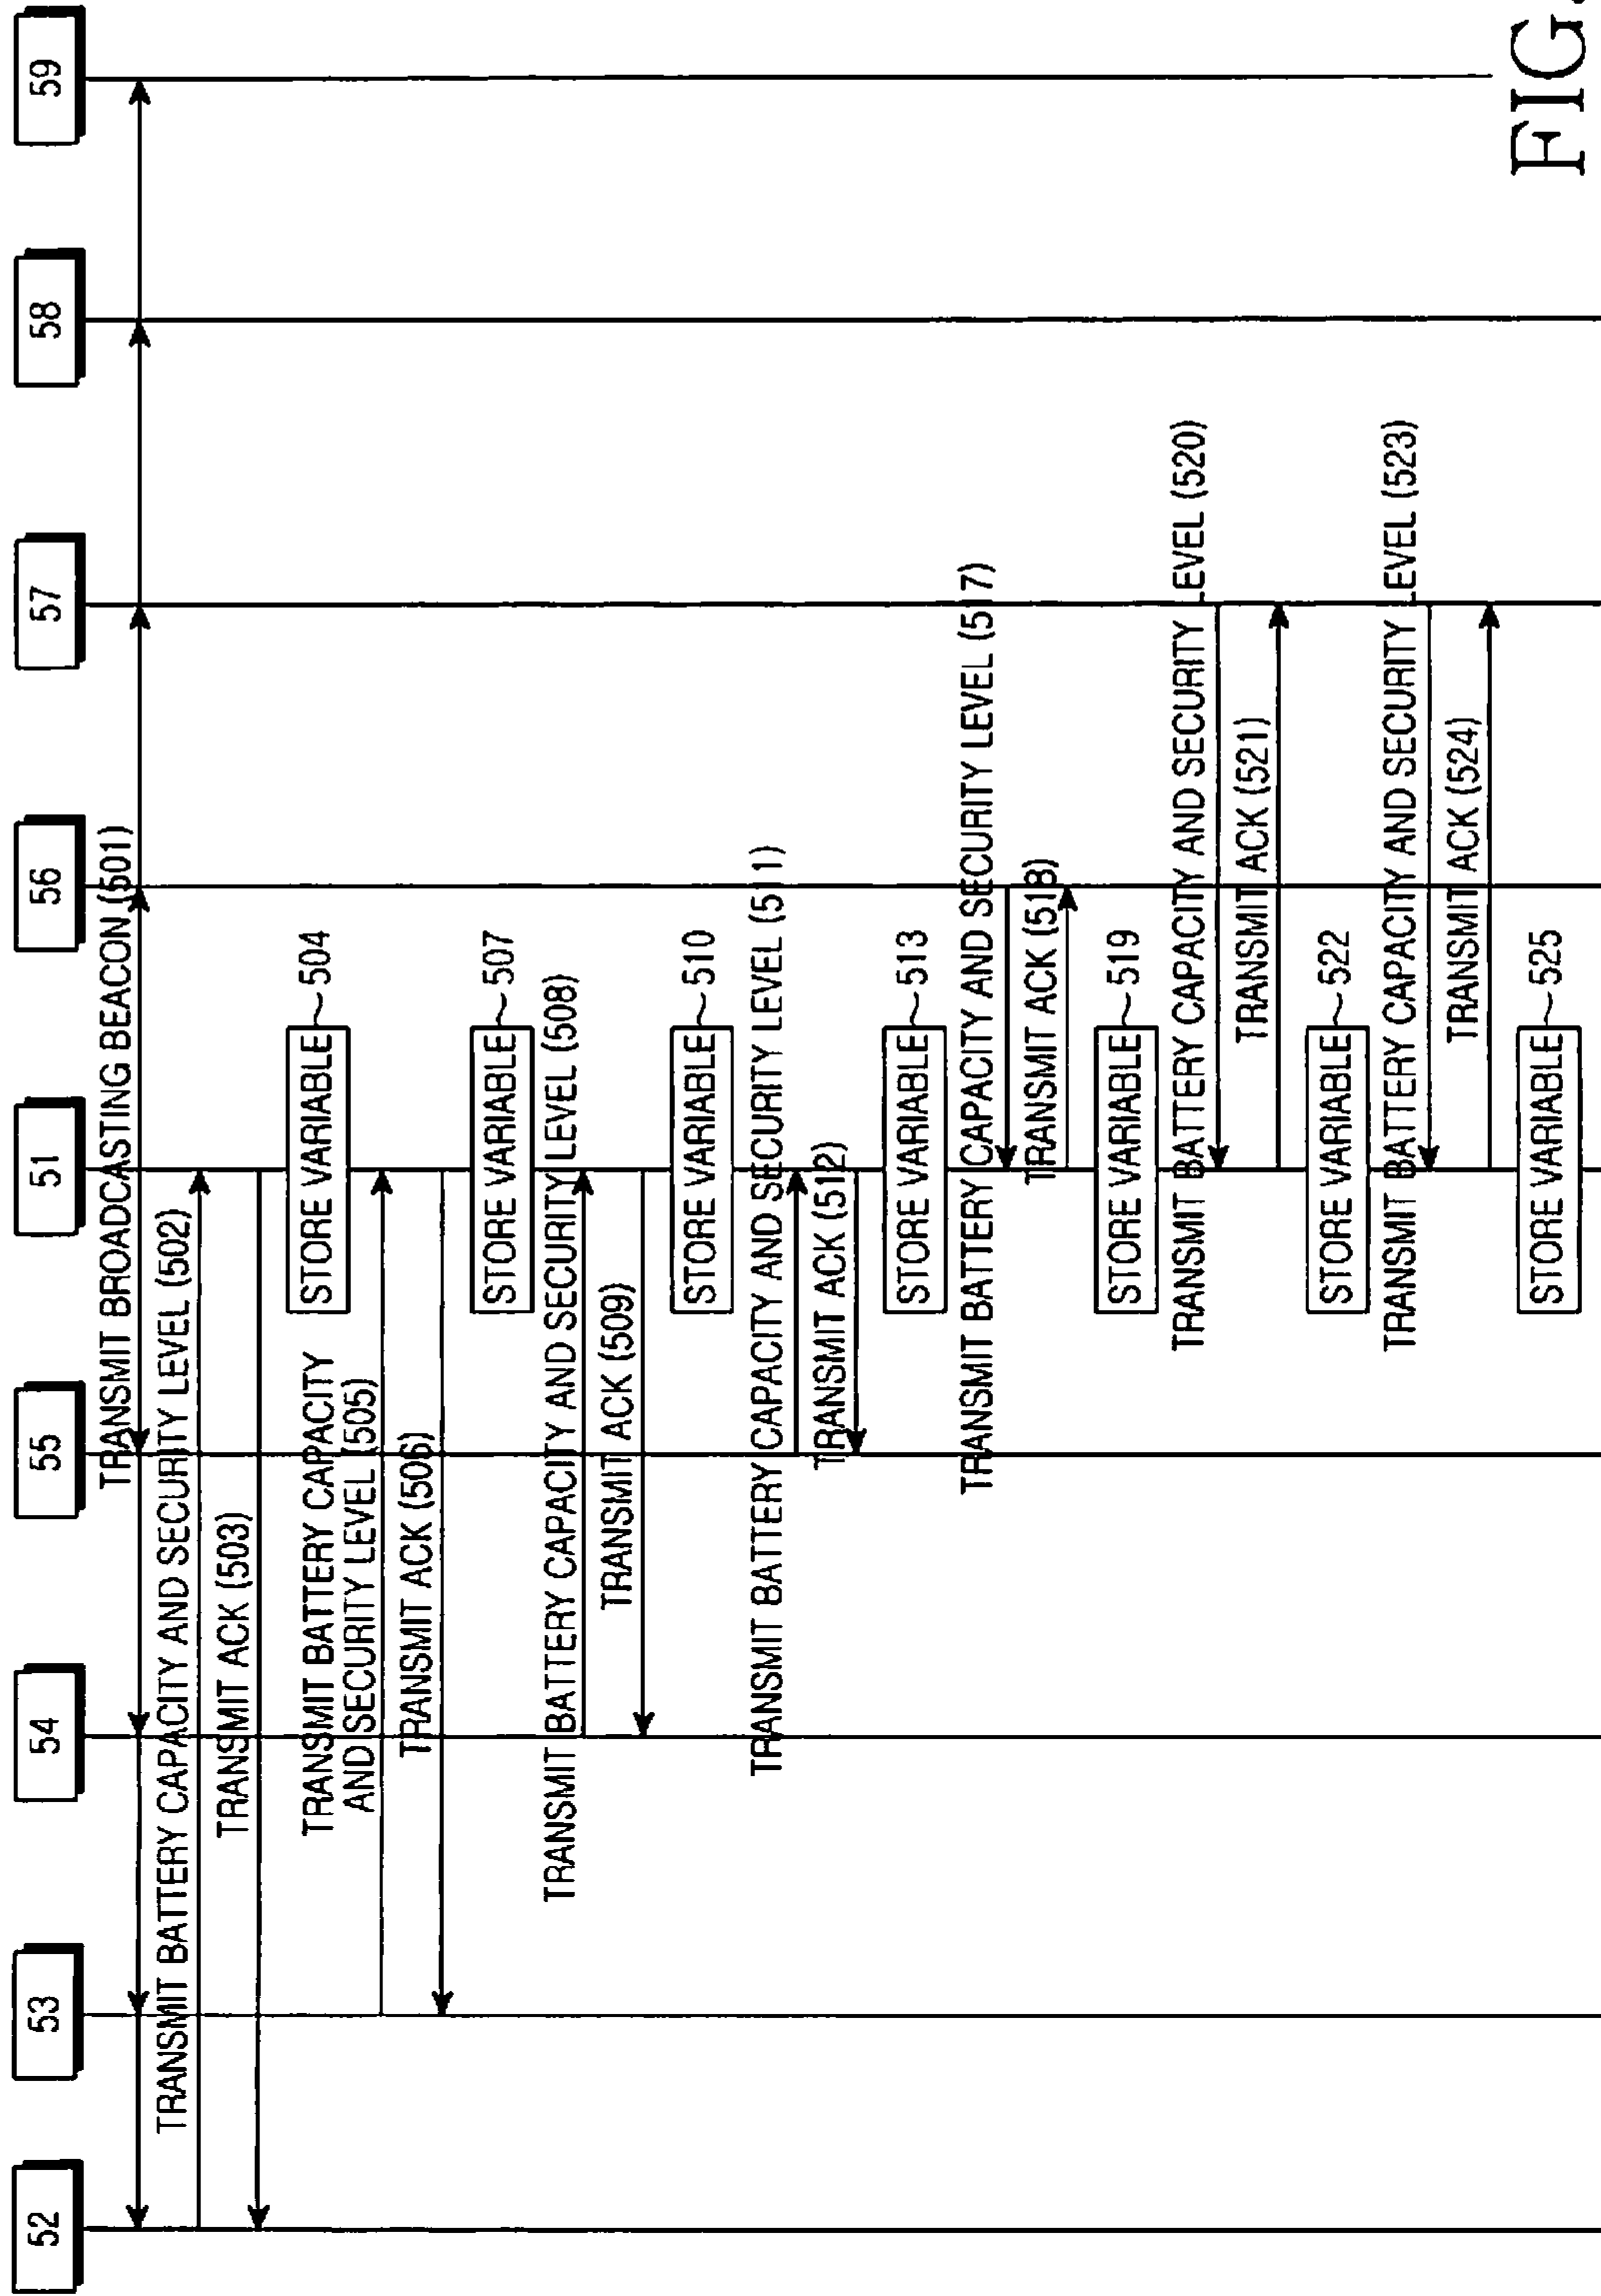 52
53
54
55
51
56
57
58
59
TRANSMIT BROADCASTING BEACON (501)
TRANSMIT BATTERY CAPACITY AND SECURITY LEVEL (502)
TRANSMIT ACK (503)
STORE VARIABLE
504
TRANSMIT BATTERY CAPACITY
AND SECURITY LEVEL (505)
TRANSMIT ACK (506)
STORE VARIABLE
507
TRANSMIT BATTERY CAPACITY AND SECURITY LEVEL (508)
TRANSMIT ACK (509)
STORE VARIABLE
510
TRANSMIT BATTERY CAPACITY AND SECURITY LEVEL (511)
TRANSMIT ACK (512)
STORE VARIABLE
513
TRANSMIT BATTERY CAPACITY AND SECURITY LEVEL (517)
TRANSMIT ACK (518)
STORE VARIABLE
519
TRANSMIT BATTERY CAPACITY AND SECURITY LEVEL (520)
TRANSMIT ACK (521)
STORE VARIABLE
522
TRANSMIT BATTERY CAPACITY AND SECURITY LEVEL (523)
TRANSMIT ACK (524)
STORE VARIABLE
525
FIG.